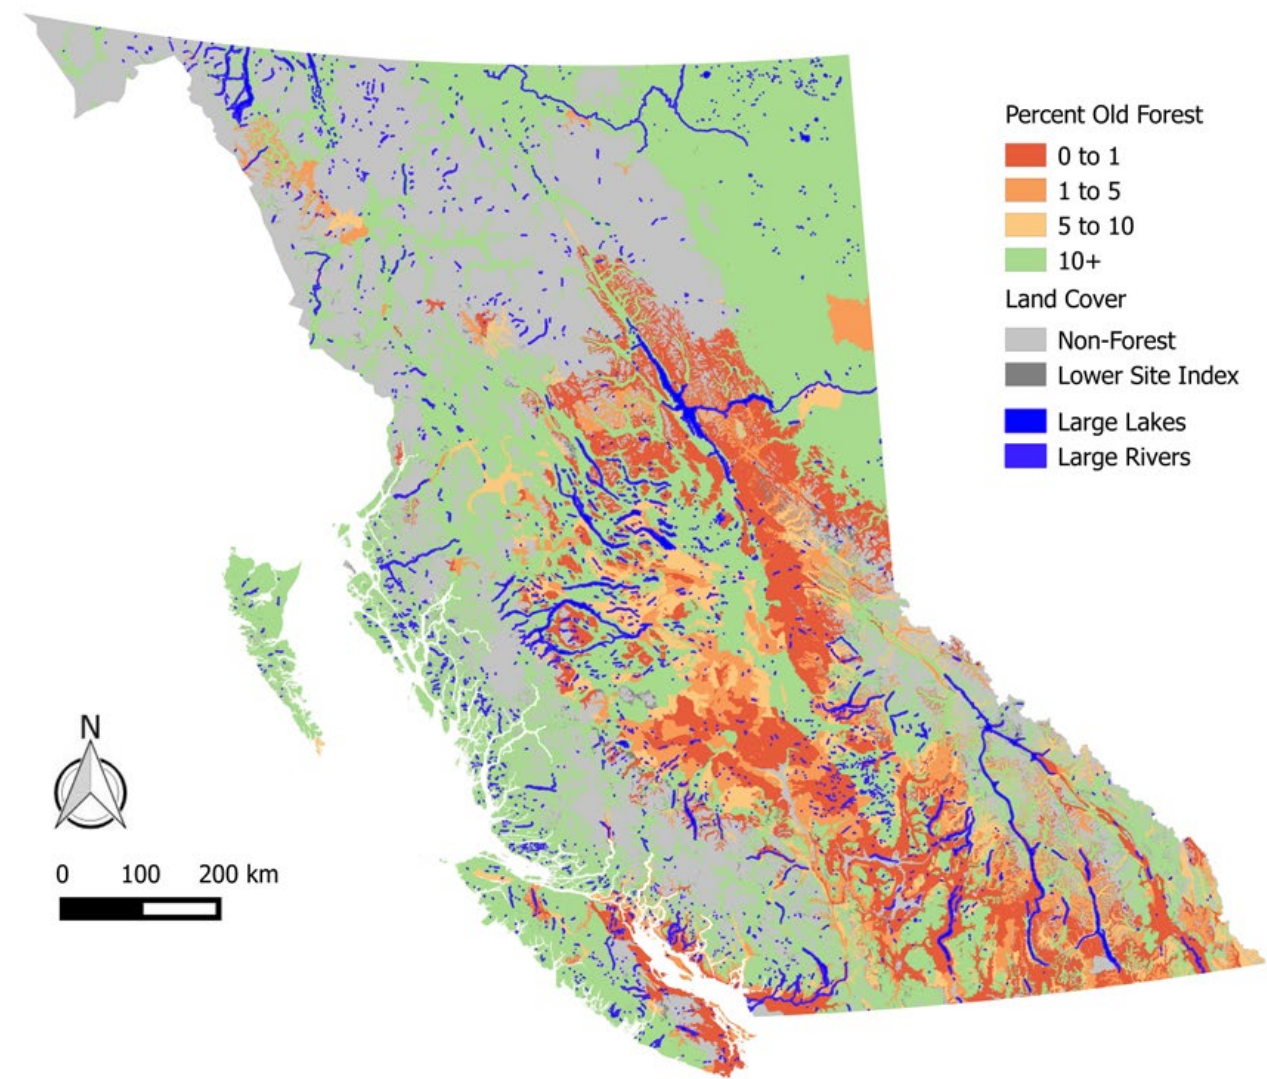 Percent Old Forest
0 to 1
1 to 5
5 to 10
10+
Land Cover
Non-Forest
Lower Site Index
Large Lakes
Large Rivers
N
0 100 200 km